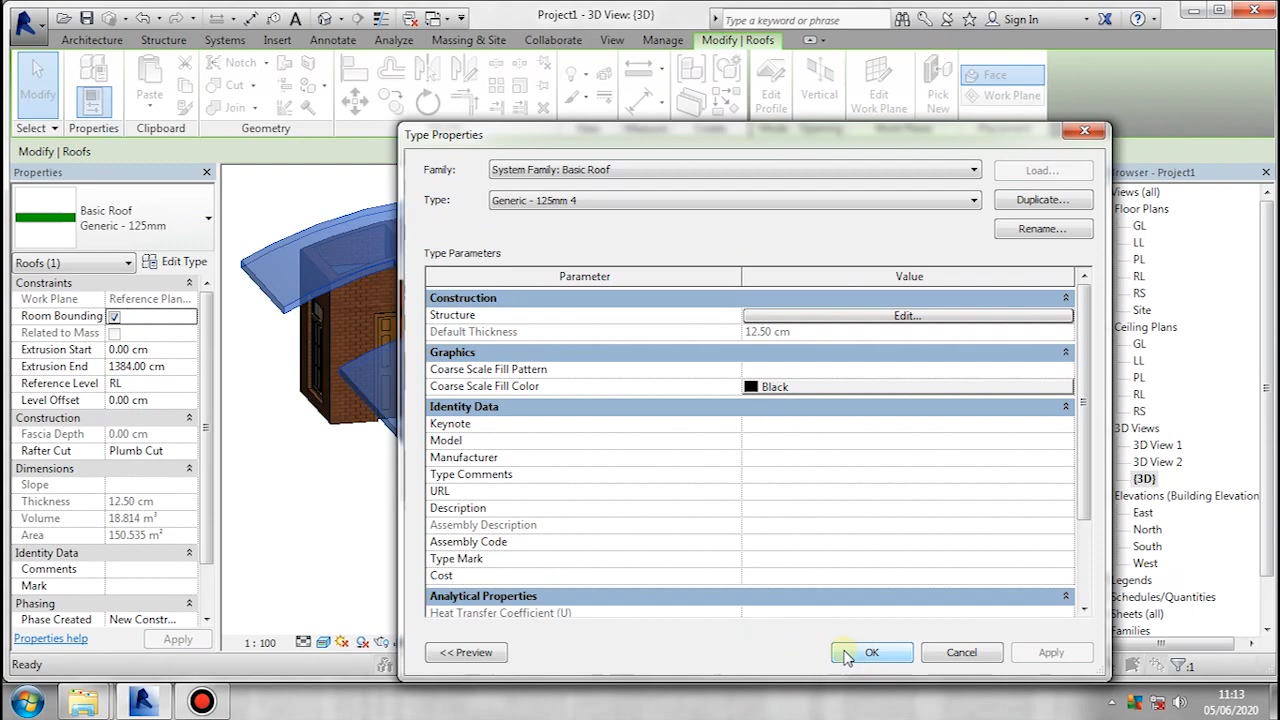 Project1 - 3D View: {3D}
Type a keyword or phrase
Sign In
Architecture Structure Systems Insert Annotate Analyze Massing & Site Collaborate View Manage Modify | Roofs
Modify
Select
Properties
Paste
Clipboard
Notch
Cut
Join
Geometry
Edit Profile
Vertical
Edit Work Plane
Pick New
Face
Work Plane
Modify | Roofs
Properties
Basic Roof
Generic - 125mm
Roofs (1)
Edit Type
Constraints
Work Plane Reference Plan...
Room Bounding
Related to Mass
Extrusion Start 0.00 cm
Extrusion End 1384.00 cm
Reference Level RL
Level Offset 0.00 cm
Construction
Fascia Depth 0.00 cm
Rafter Cut Plumb Cut
Dimensions
Slope
Thickness 12.50 cm
Volume 18.814 m³
Area 150.535 m²
Identity Data
Comments
Mark
Phasing
Phase Created New Constr...
Properties help
Apply
Ready
1 : 100
Type Properties
Family: System Family: Basic Roof Load...
Type: Generic - 125mm 4 Duplicate...
Rename...
Type Parameters
Parameter Value
Construction
Structure Edit...
Default Thickness 12.50 cm
Graphics
Coarse Scale Fill Pattern
Coarse Scale Fill Color Black
Identity Data
Keynote
Model
Manufacturer
Type Comments
URL
Description
Assembly Description
Assembly Code
Type Mark
Cost
Analytical Properties
Heat Transfer Coefficient (U)
<< Preview OK Cancel Apply
Browser - Project1
Views (all)
Floor Plans
GL
LL
PL
RL
RS
Site
Ceiling Plans
GL
LL
PL
RL
RS
3D Views
3D View 1
3D View 2
{3D}
Elevations (Building Elevation
East
North
South
West
Legends
Schedules/Quantities
Sheets (all)
Families
:1
11:13
05/06/2020